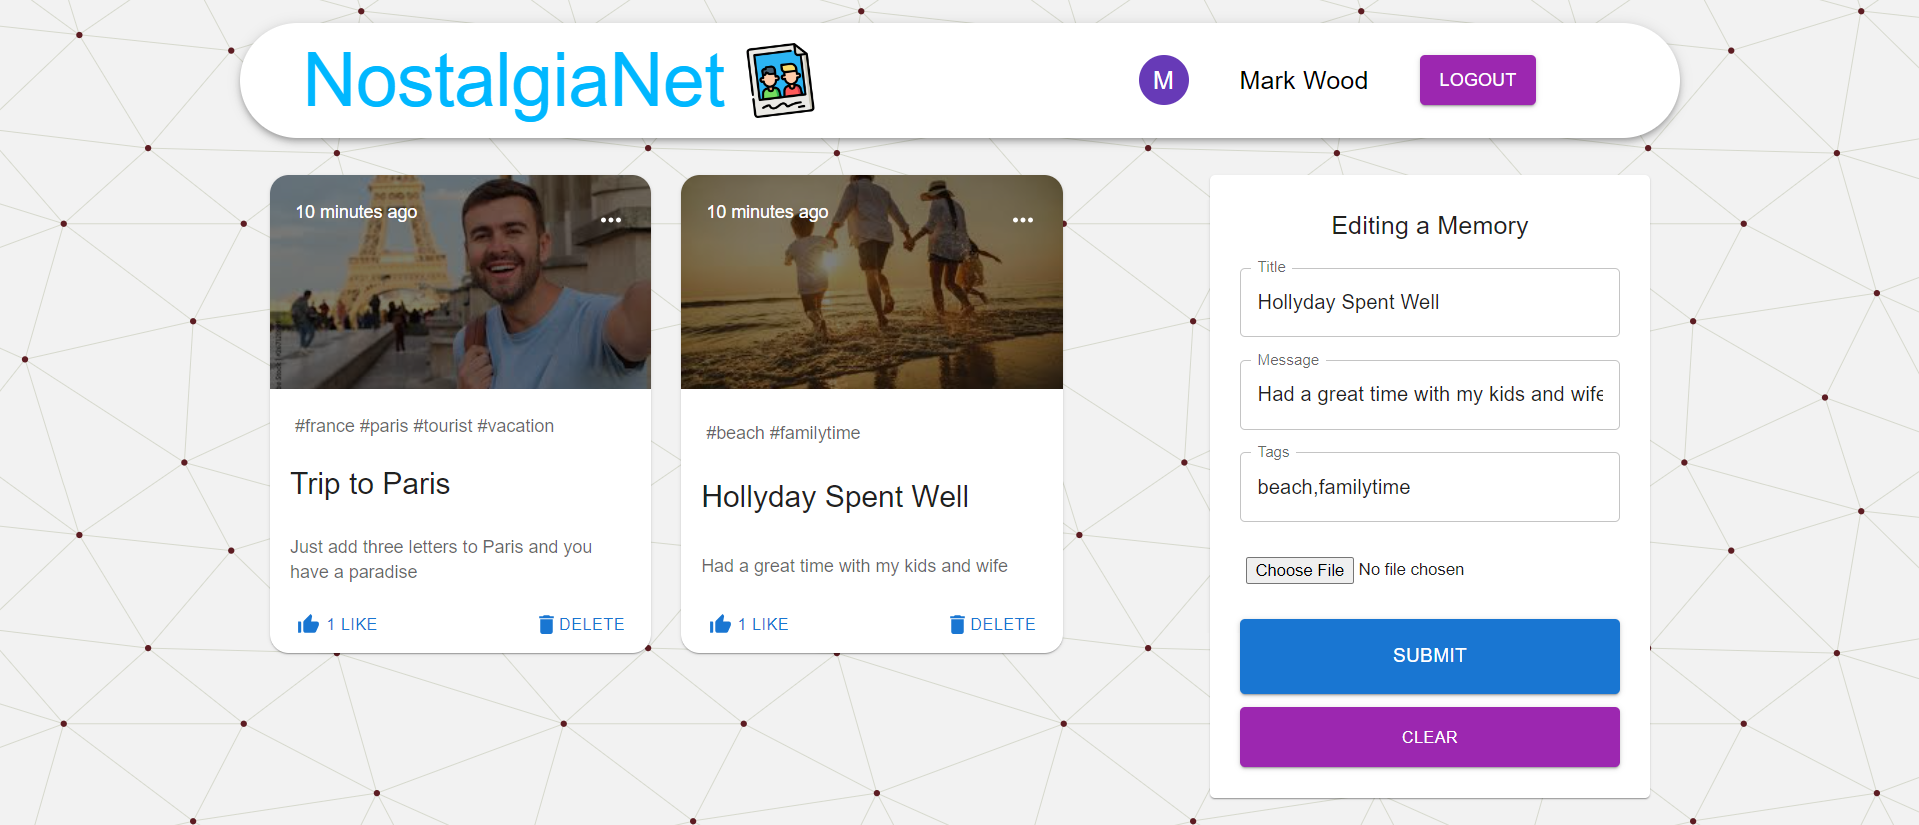 NostalgiaNet
M
Mark Wood
LOGOUT
10 minutes ago
#france #paris #tourist #vacation
Trip to Paris
Just add three letters to Paris and you
have a paradise
1 LIKE
DELETE
10 minutes ago
#beach #familytime
Hollyday Spent Well
Had a great time with my kids and wife
1 LIKE
DELETE
Editing a Memory
Title
Hollyday Spent Well
Message
Had a great time with my kids and wife
Tags
beach,familytime
Choose File No file chosen
SUBMIT
CLEAR